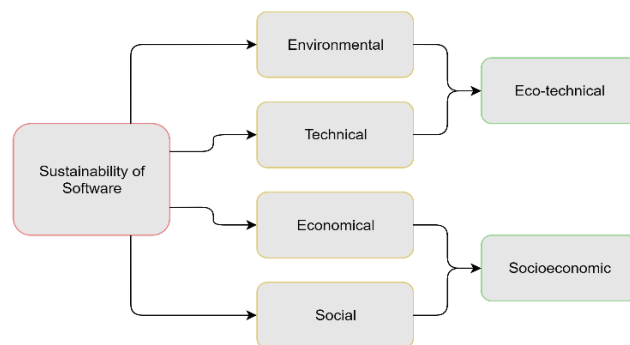 Environmental
Eco-technical
Technical
Sustainability of
Software
Economical
Socioeconomic
Social